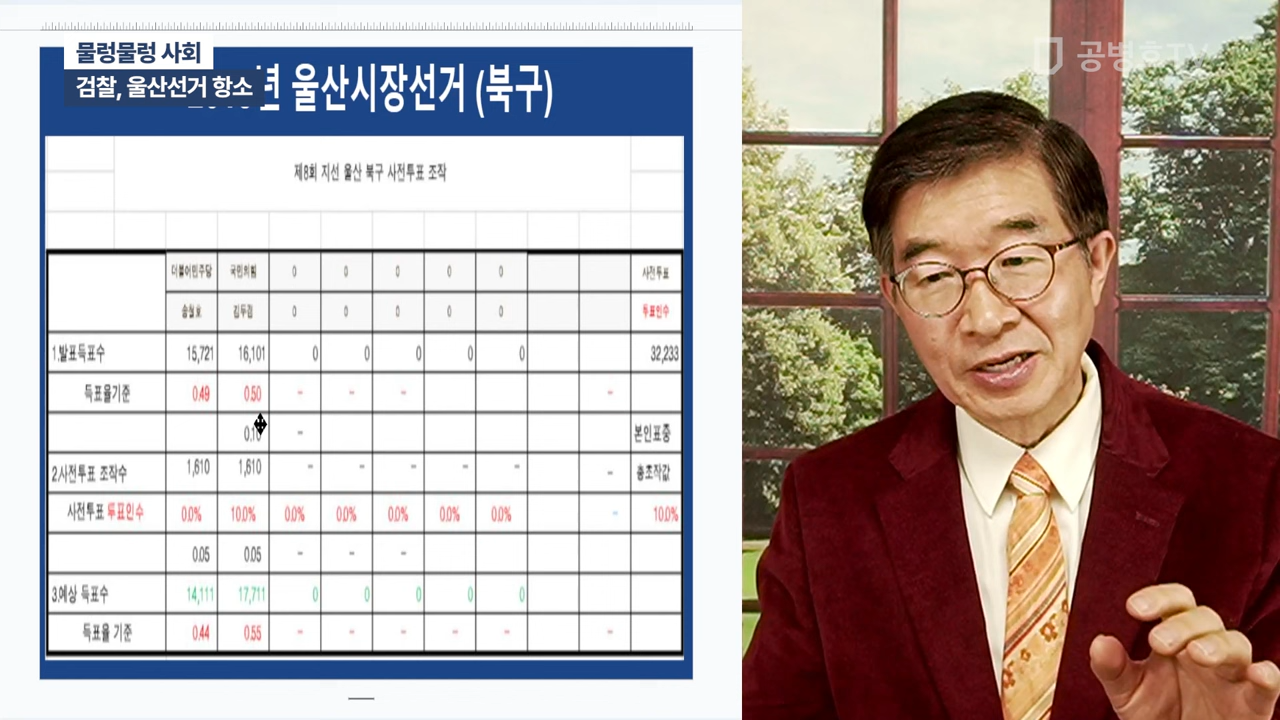 물렁물렁 사회
검찰, 울산선거 항소
년 울산시장선거 (북구)
공병호TV
제8회 지선 울산 북구 사전투표 조작
더불어민주당 국민의힘 0 0 0 0 0 사전투표
송철호 김두겸 0 0 0 0 0 투표인수
1.발표득표수 15,721 16,101 0 0 0 0 0 32,233
득표율기준 0.49 0.50 - - - -
0.10 - 본인표중
2.사전투표 조작수 1,610 1,610 - - - - - - 총조작값
사전투표 투표인수 0.0% 10.0% 0.0% 0.0% 0.0% 0.0% 0.0% - 10.0%
0.05 0.05 - - -
3.예상 득표수 14,111 17,711 0 0 0 0 0
득표율 기준 0.44 0.55 - - - - - -